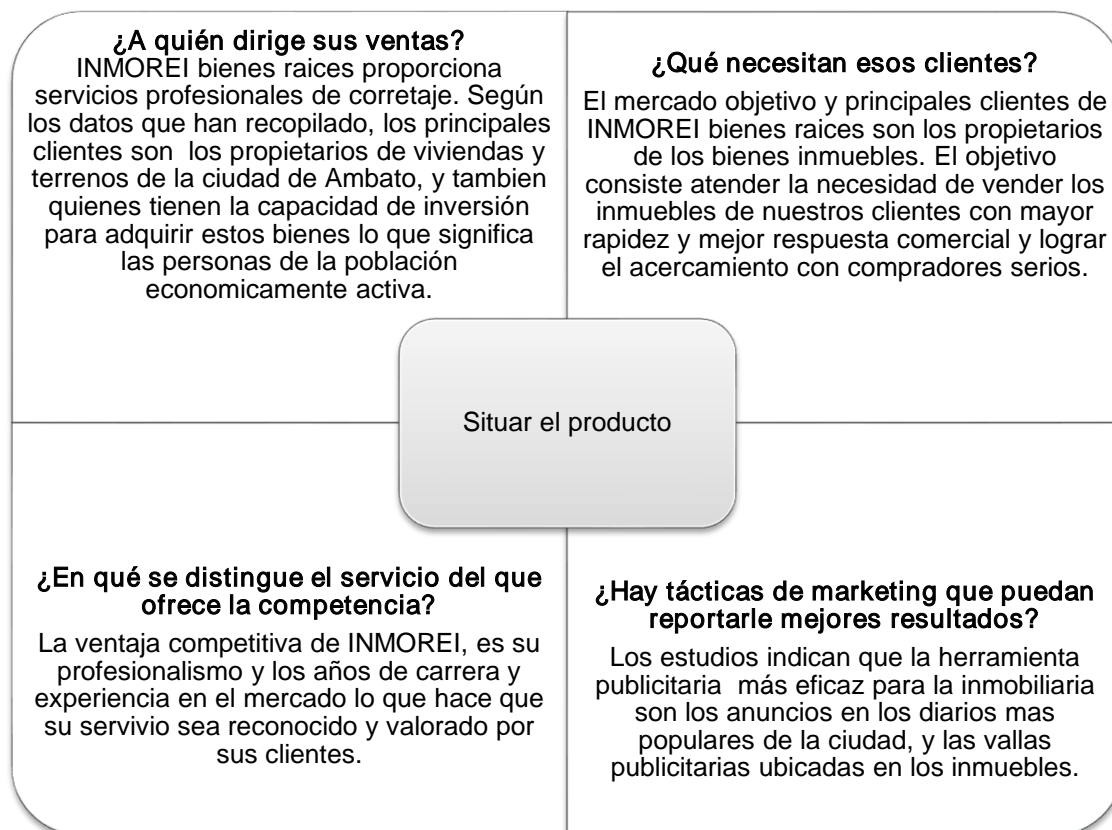 ¿A quién dirige sus ventas?
INMOREI bienes raices proporciona
servicios profesionales de corretaje. Según
los datos que han recopilado, los principales
clientes son  los propietarios de viviendas y
terrenos de la ciudad de Ambato, y tambien
quienes tienen la capacidad de inversión
para adquirir estos bienes lo que significa
las personas de la población
economicamente activa.
¿Qué necesitan esos clientes?
El mercado objetivo y principales clientes de
INMOREI bienes raices son los propietarios
de los bienes inmuebles. El objetivo
consiste atender la necesidad de vender los
inmuebles de nuestros clientes con mayor
rapidez y mejor respuesta comercial y lograr
el acercamiento con compradores serios.
Situar el producto
¿En qué se distingue el servicio del que
ofrece la competencia?
La ventaja competitiva de INMOREI, es su
profesionalismo y los años de carrera y
experiencia en el mercado lo que hace que
su servivio sea reconocido y valorado por
sus clientes.
¿Hay tácticas de marketing que puedan
reportarle mejores resultados?
Los estudios indican que la herramienta
publicitaria  más eficaz para la inmobiliaria
son los anuncios en los diarios mas
populares de la ciudad, y las vallas
publicitarias ubicadas en los inmuebles.